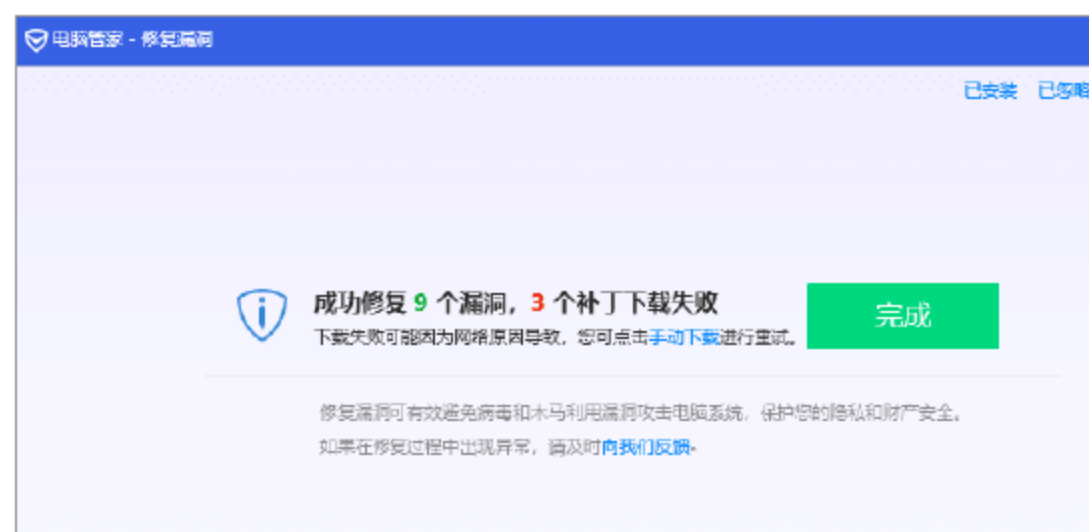 电脑管家 - 修复漏洞
已安装 已忽略
成功修复 9 个漏洞，3 个补丁下载失败
完成
下载失败可能因为网络原因导致，您可点击手动下载进行重试。
修复漏洞可有效避免病毒和木马利用漏洞攻击电脑系统，保护您的隐私和财产安全。
如果在修复过程中出现异常，请及时向我们反馈。